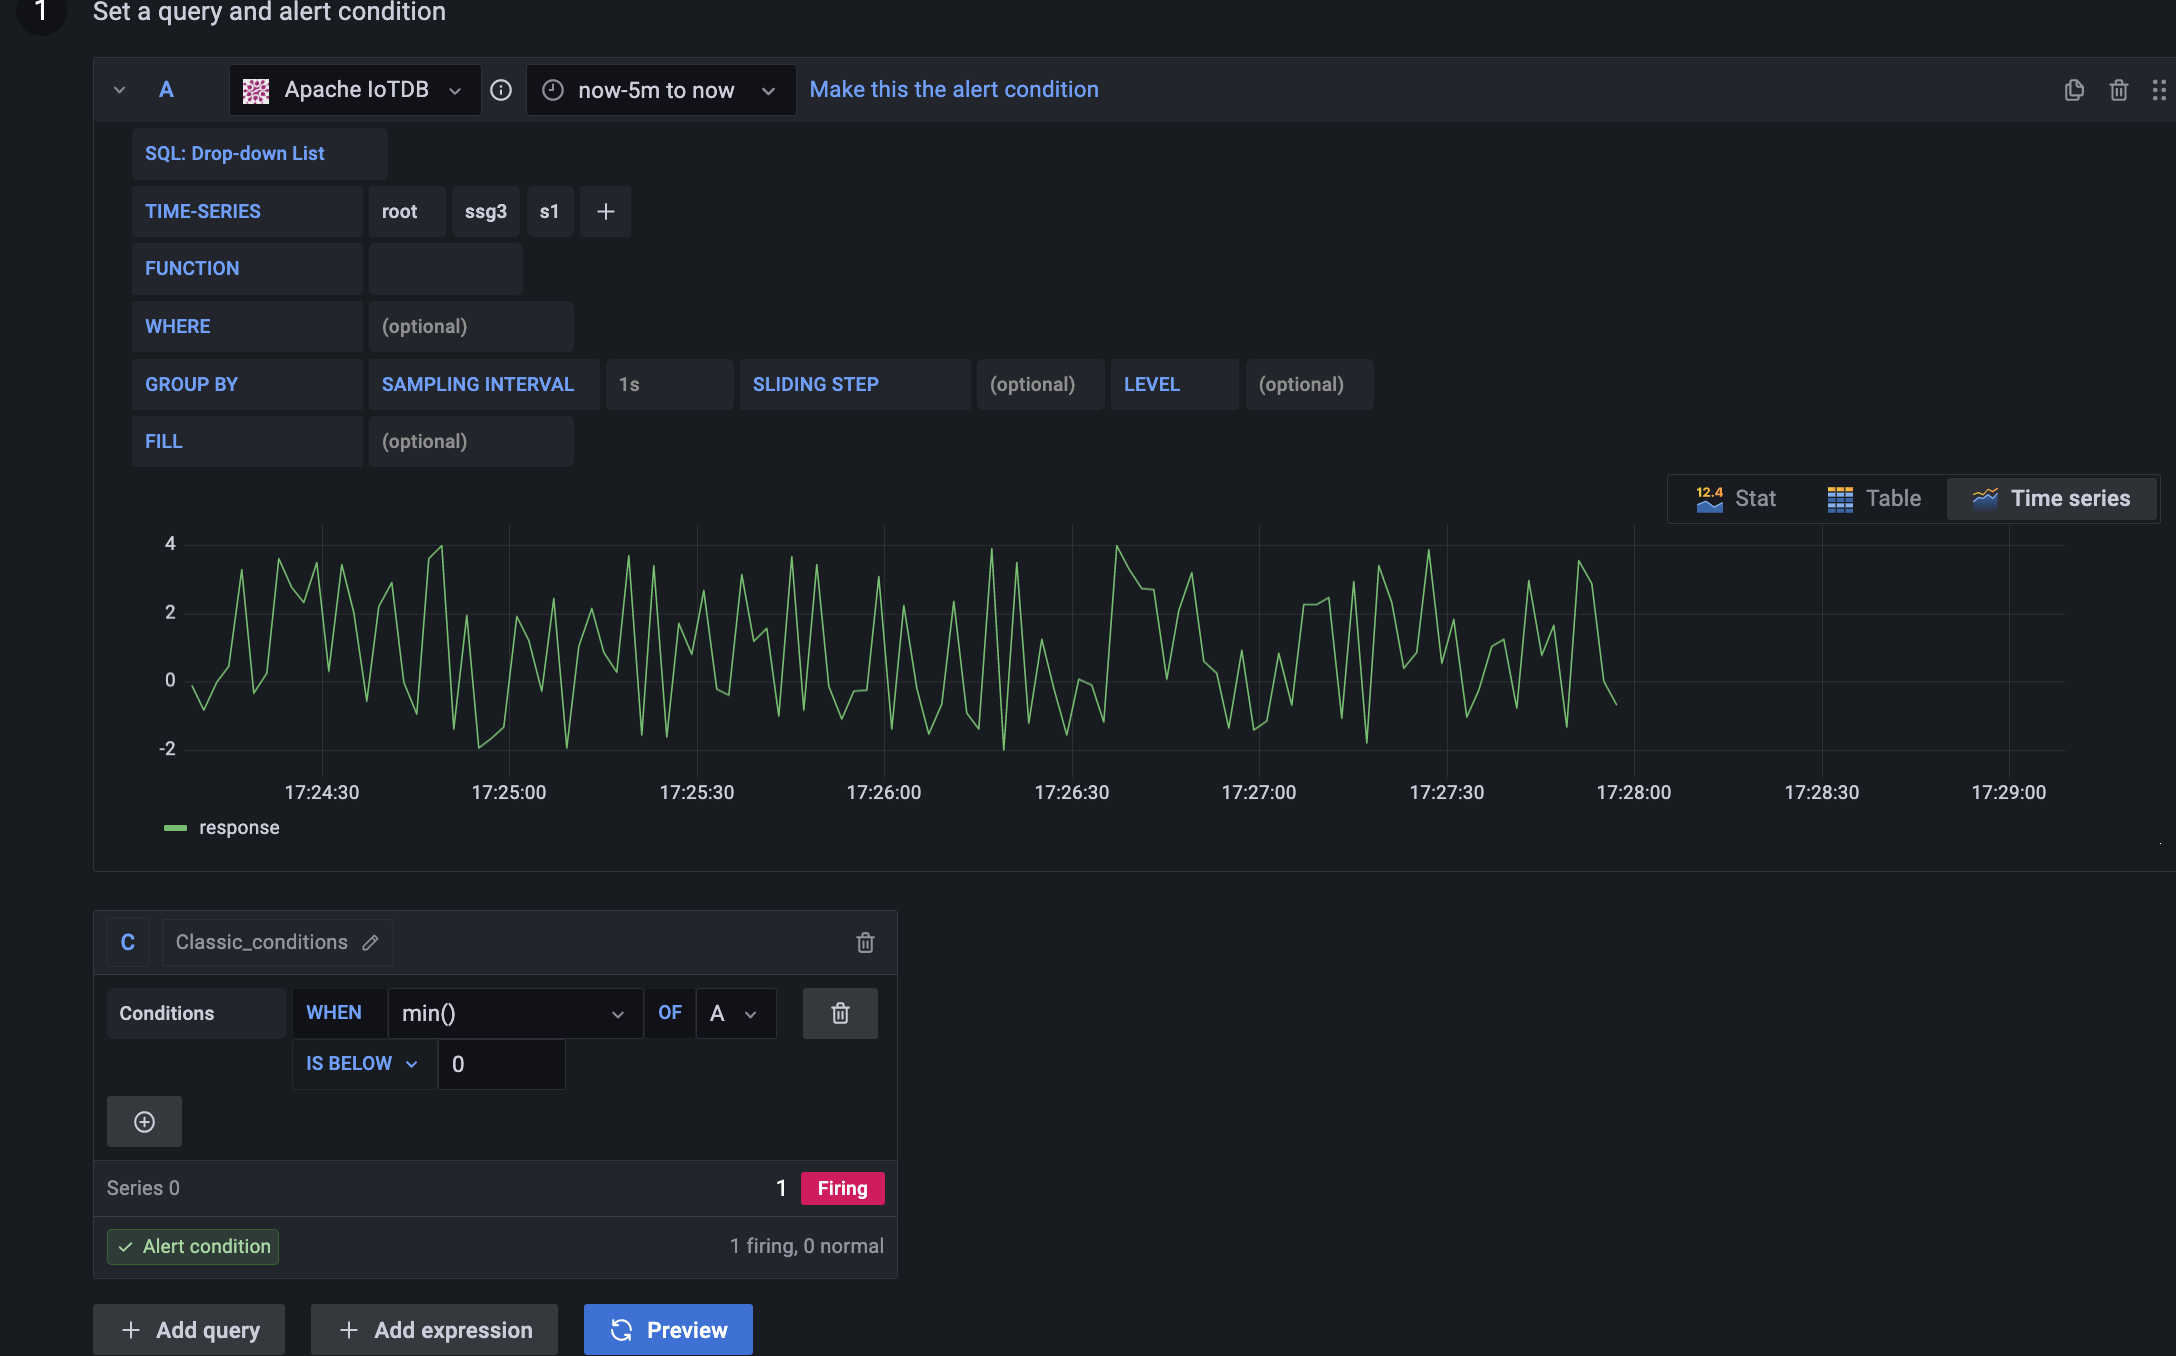 1 Set a query and alert condition
A Apache IoTDB now-5m to now Make this the alert condition
SQL: Drop-down List
TIME-SERIES root ssg3 s1 +
FUNCTION
WHERE (optional)
GROUP BY SAMPLING INTERVAL 1s SLIDING STEP (optional) LEVEL (optional)
FILL (optional)
12.4 Stat Table Time series
4
2
0
-2
17:24:30 17:25:00 17:25:30 17:26:00 17:26:30 17:27:00 17:27:30 17:28:00 17:28:30 17:29:00
response
C Classic_conditions
Conditions WHEN min() OF A
IS BELOW 0
Series 0 1 Firing
Alert condition 1 firing, 0 normal
+ Add query + Add expression Preview